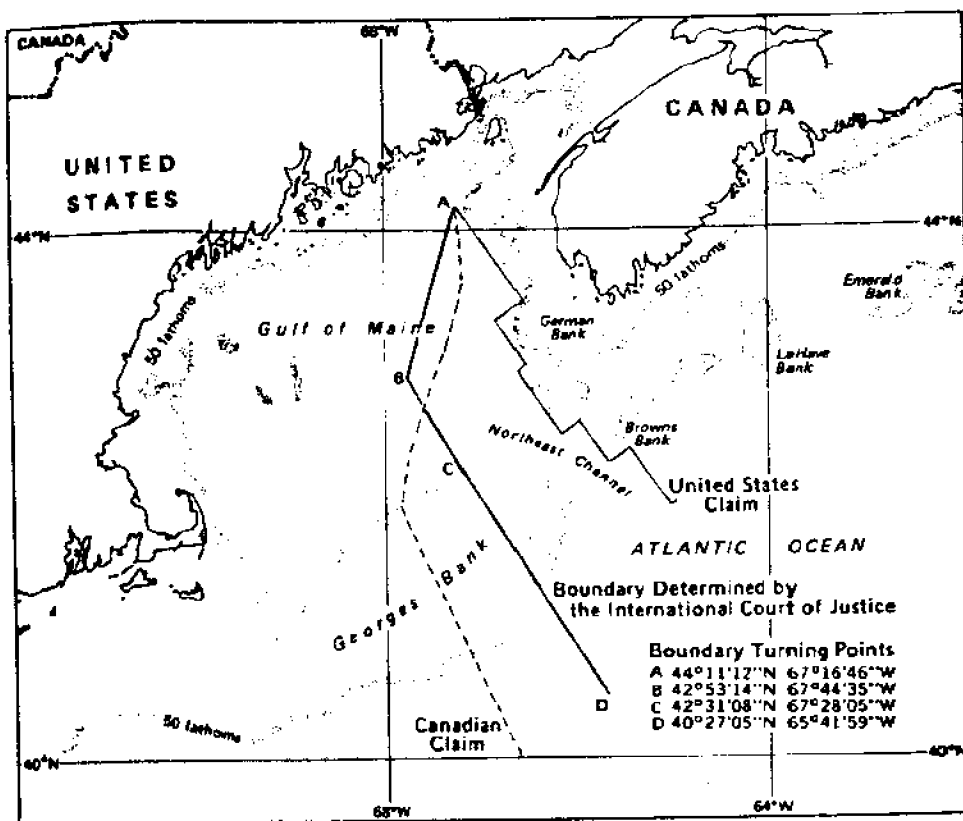 CANADA
68°W
CANADA
UNITED
STATES
A
44°N
44°N
50 fathoms
Emerald
Bank
50 fathoms
Gulf of Maine
German
Bank
LaHave
Bank
B
Browns
Bank
Northeast Channel
C
United States
Claim
ATLANTIC OCEAN
Georges Bank
Boundary Determined by
the International Court of Justice
Boundary Turning Points
A 44°11'12"N 67°16'46"W
B 42°53'14"N 67°44'35"W
C 42°31'08"N 67°28'05"W
D 40°27'05"N 65°41'59"W
D
50 fathoms
Canadian
Claim
40°N
40°N
68°W
64°W